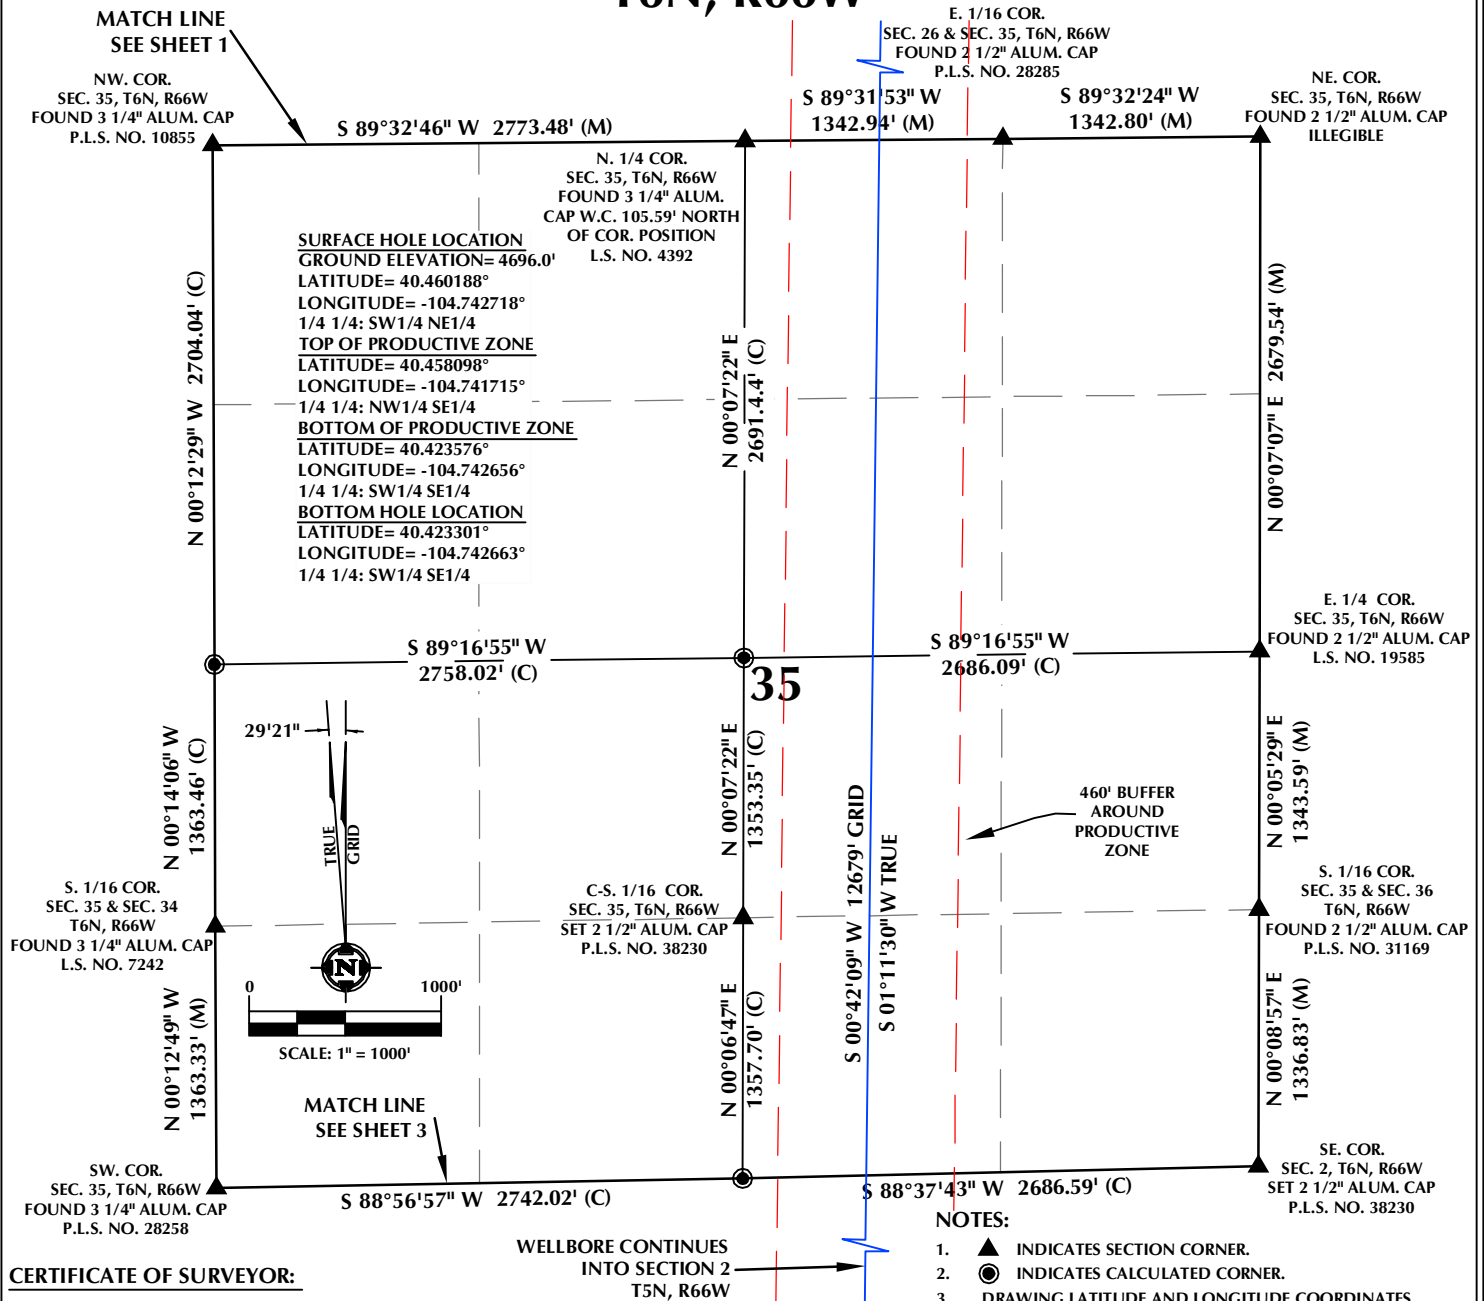 T6N, R66W
MATCH LINE
SEE SHEET 1
NW. COR.
SEC. 35, T6N, R66W
FOUND 3 1/4" ALUM. CAP
P.L.S. NO. 10855
E. 1/16 COR.
SEC. 26 & SEC. 35, T6N, R66W
FOUND 2 1/2" ALUM. CAP
P.L.S. NO. 28285
NE. COR.
SEC. 35, T6N, R66W
FOUND 2 1/2" ALUM. CAP
ILLEGIBLE
S 89°32'46" W 2773.48' (M)
S 89°31'53" W
1342.94' (M)
S 89°32'24" W
1342.80' (M)
N. 1/4 COR.
SEC. 35, T6N, R66W
FOUND 3 1/4" ALUM.
CAP W.C. 105.59' NORTH
OF COR. POSITION
L.S. NO. 4392
SURFACE HOLE LOCATION
GROUND ELEVATION= 4696.0'
LATITUDE= 40.460188°
LONGITUDE= -104.742718°
1/4 1/4: SW1/4 NE1/4
TOP OF PRODUCTIVE ZONE
LATITUDE= 40.458098°
LONGITUDE= -104.741715°
1/4 1/4: NW1/4 SE1/4
BOTTOM OF PRODUCTIVE ZONE
LATITUDE= 40.423576°
LONGITUDE= -104.742656°
1/4 1/4: SW1/4 SE1/4
BOTTOM HOLE LOCATION
LATITUDE= 40.423301°
LONGITUDE= -104.742663°
1/4 1/4: SW1/4 SE1/4
N 00°12'29" W 2704.04' (C)
N 00°07'22" E
2691.4.4' (C)
N 00°07'07" E 2679.54' (M)
E. 1/4 COR.
SEC. 35, T6N, R66W
FOUND 2 1/2" ALUM. CAP
L.S. NO. 19585
S 89°16'55" W
2758.02' (C)
S 89°16'55" W
2686.09' (C)
35
29'21"
TRUE
GRID
N
N 00°14'06" W
1363.46' (C)
N 00°07'22" E
1353.35' (C)
S 00°42'09" W 12679' GRID
S 01°11'30" W TRUE
460' BUFFER
AROUND
PRODUCTIVE
ZONE
N 00°05'29" E
1343.59' (M)
S. 1/16 COR.
SEC. 35 & SEC. 34
T6N, R66W
FOUND 3 1/4" ALUM. CAP
L.S. NO. 7242
C-S. 1/16 COR.
SEC. 35, T6N, R66W
SET 2 1/2" ALUM. CAP
P.L.S. NO. 38230
S. 1/16 COR.
SEC. 35 & SEC. 36
T6N, R66W
FOUND 2 1/2" ALUM. CAP
P.L.S. NO. 31169
0 1000'
SCALE: 1" = 1000'
N 00°12'49" W
1363.33' (M)
N 00°06'47" E
1357.70' (C)
N 00°08'57" E
1336.83' (M)
MATCH LINE
SEE SHEET 3
SW. COR.
SEC. 35, T6N, R66W
FOUND 3 1/4" ALUM. CAP
P.L.S. NO. 28258
S 88°56'57" W 2742.02' (C)
S 88°37'43" W 2686.59' (C)
SE. COR.
SEC. 2, T6N, R66W
SET 2 1/2" ALUM. CAP
P.L.S. NO. 38230
WELLBORE CONTINUES
INTO SECTION 2
T5N, R66W
NOTES:
1. INDICATES SECTION CORNER.
2. INDICATES CALCULATED CORNER.
3. DRAWING LATITUDE AND LONGITUDE COORDINATES
CERTIFICATE OF SURVEYOR: